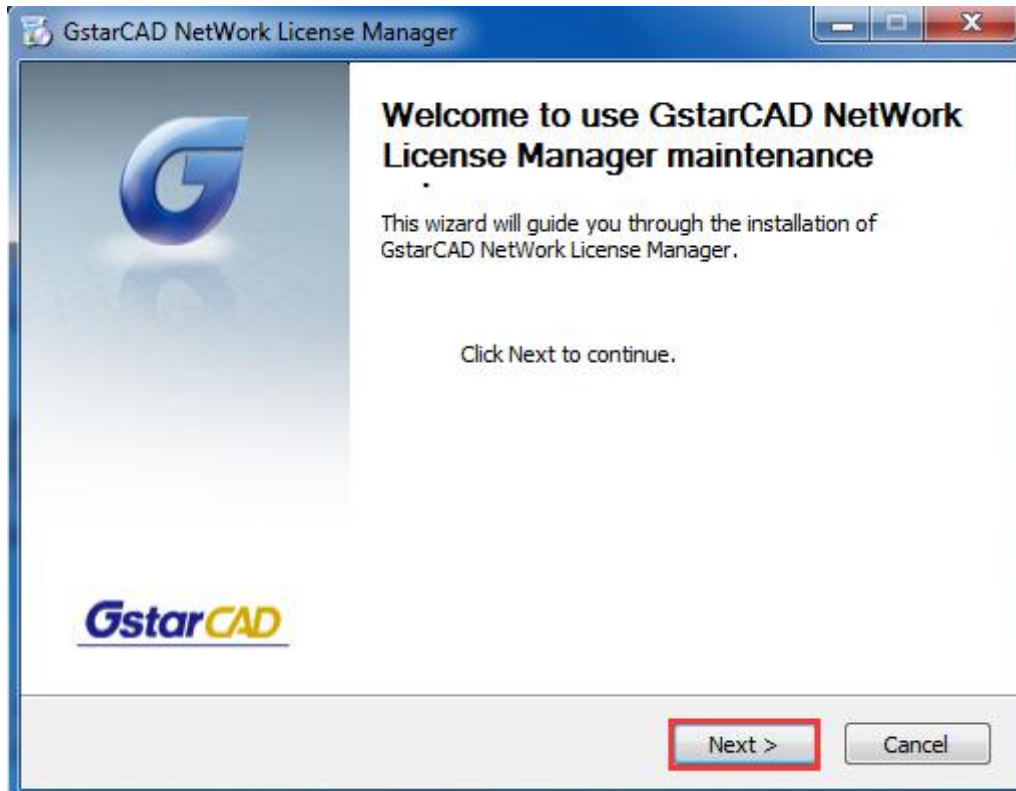 GstarCAD NetWork License Manager
Welcome to use GstarCAD NetWork
License Manager maintenance
This wizard will guide you through the installation of
GstarCAD NetWork License Manager.
Click Next to continue.
GstarCAD
Next >
Cancel